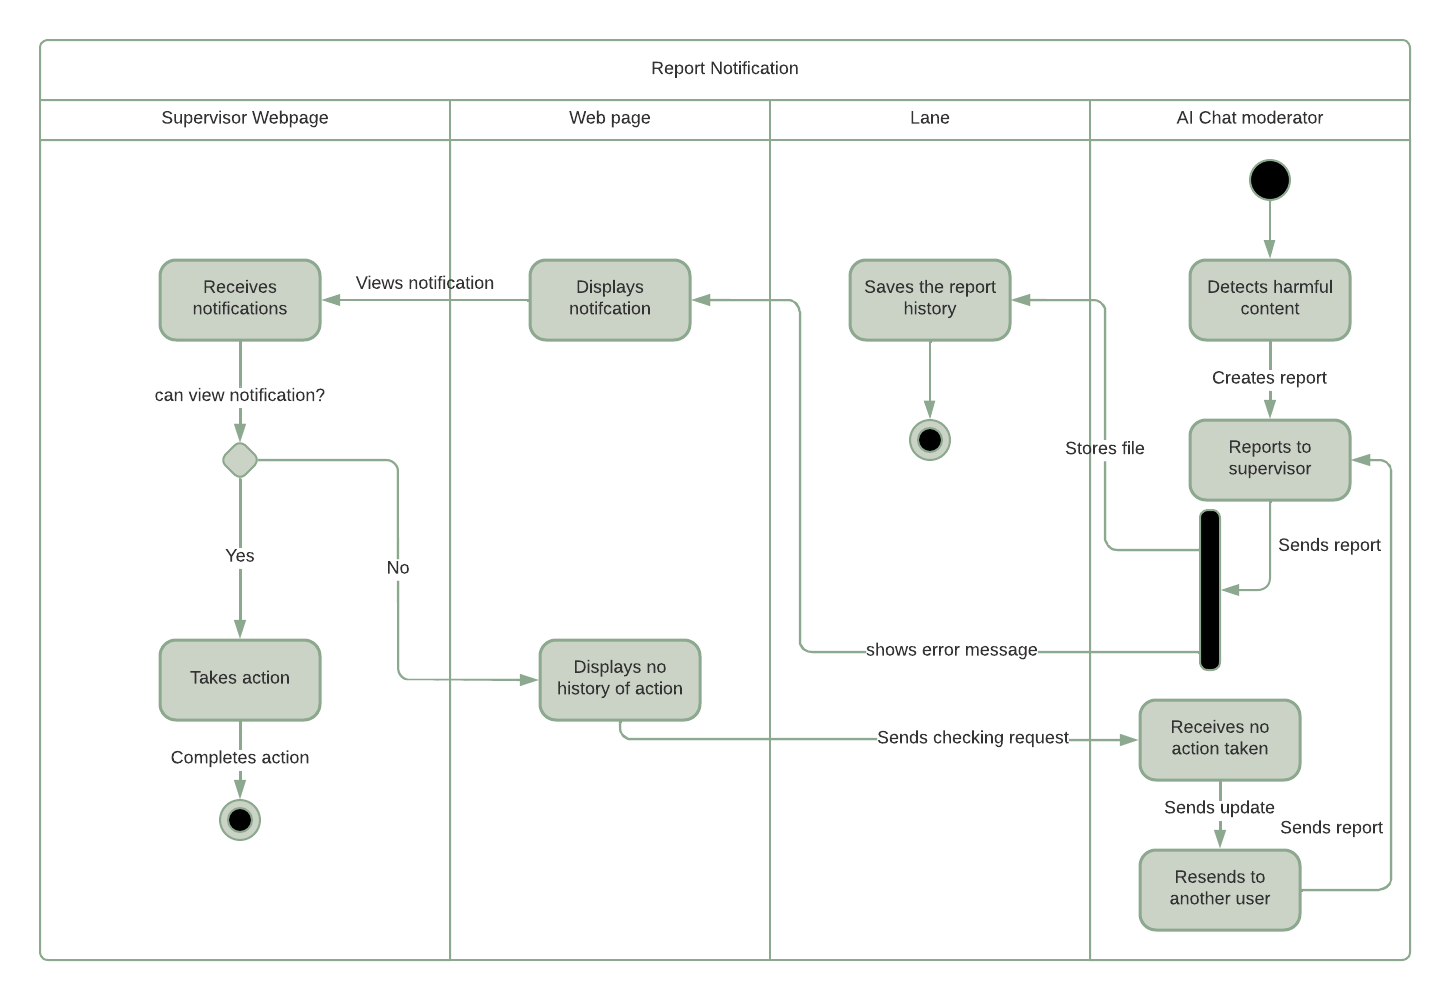 Report Notification
Supervisor Webpage
Web page
Lane
AI Chat moderator
Receives
notifications
Views notification
Displays
notifcation
Saves the report
history
Detects harmful
content
can view notification?
Creates report
Stores file
Reports to
supervisor
Yes
No
Sends report
shows error message
Takes action
Displays no
history of action
Completes action
Sends checking request
Receives no
action taken
Sends update
Sends report
Resends to
another user